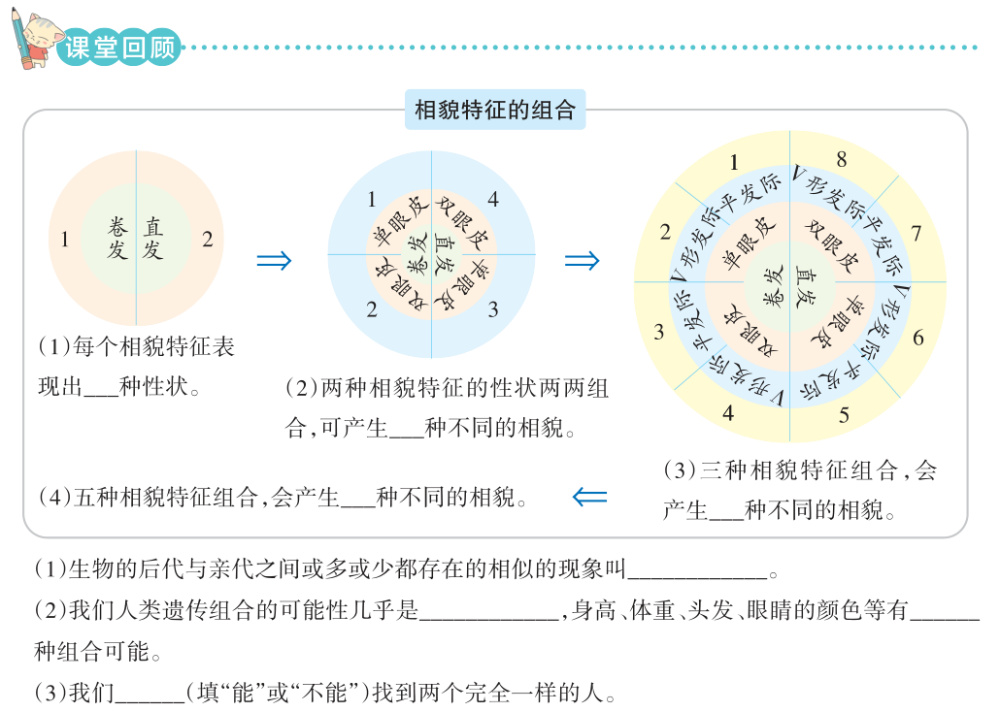 课堂回顾
相貌特征的组合
1
卷发
直发
2
1
单眼皮
双眼皮
4
卷发
直发
2
双眼皮
单眼皮
3
1
8
平发际
V形发际
2
V形发际
单眼皮
双眼皮
平发际
7
卷发
直发
3
平发际
双眼皮
单眼皮
V形发际
6
V形发际
平发际
4
5
(1)每个相貌特征表
现出___种性状。
(2)两种相貌特征的性状两两组
合,可产生___种不同的相貌。
(3)三种相貌特征组合,会
产生___种不同的相貌。
(4)五种相貌特征组合,会产生___种不同的相貌。
(1)生物的后代与亲代之间或多或少都存在的相似的现象叫____________。
(2)我们人类遗传组合的可能性几乎是____________,身高、体重、头发、眼睛的颜色等有______
种组合可能。
(3)我们______(填“能”或“不能”)找到两个完全一样的人。